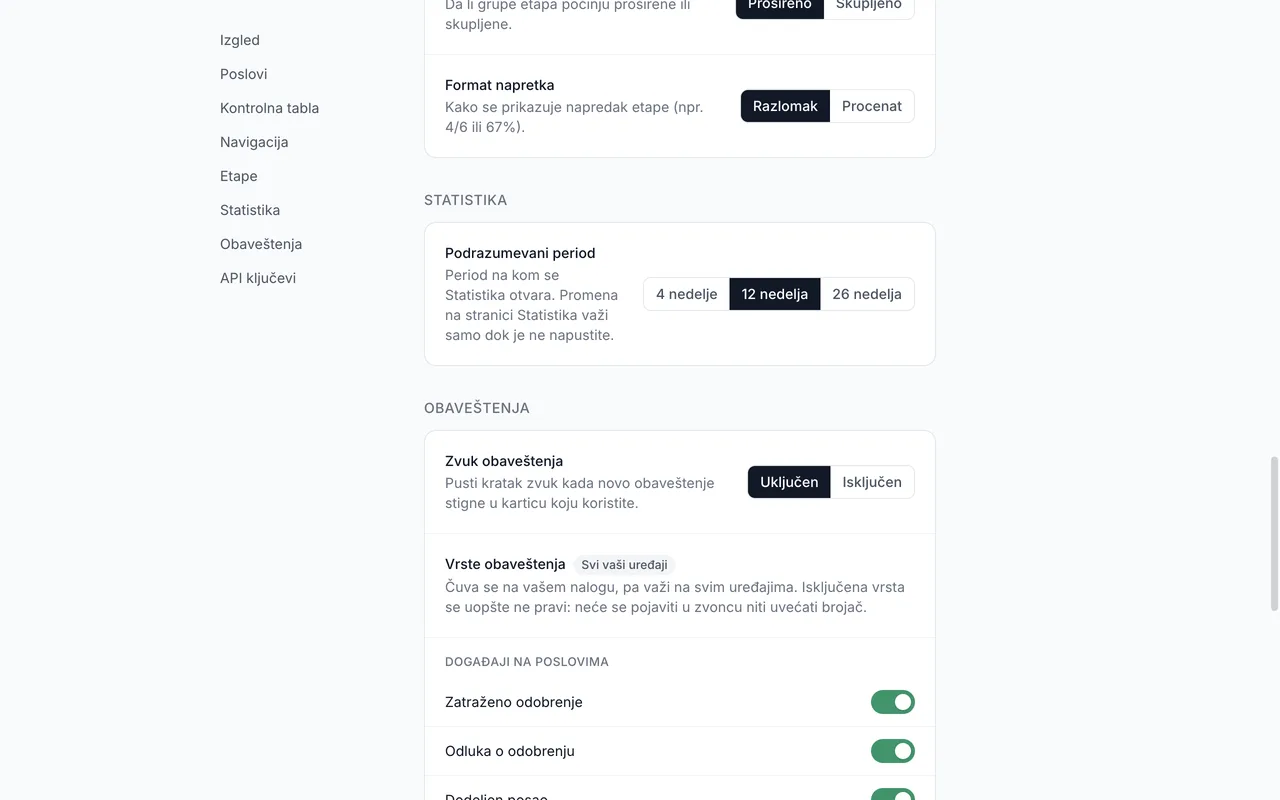 Izgled
Poslovi
Kontrolna tabla
Navigacija
Etape
Statistika
Obaveštenja
API ključevi
Da li grupe etapa počinju proširene ili
skupljene.
Prošireno
Skupljeno
Format napretka
Kako se prikazuje napredak etape (npr.
4/6 ili 67%).
Razlomak
Procenat
STATISTIKA
Podrazumevani period
Period na kom se
Statistika otvara. Promena
na stranici Statistika važi
samo dok je ne napustite.
4 nedelje
12 nedelja
26 nedelja
OBAVEŠTENJA
Zvuk obaveštenja
Pusti kratak zvuk kada novo obaveštenje
stigne u karticu koju koristite.
Uključen
Isključen
Vrste obaveštenja
Svi vaši uređaji
Čuva se na vašem nalogu, pa važi na svim uređajima. Isključena vrsta
se uopšte ne pravi: neće se pojaviti u zvoncu niti uvećati brojač.
DOGAĐAJI NA POSLOVIMA
Zatraženo odobrenje
Odluka o odobrenju
Dodeljen posao